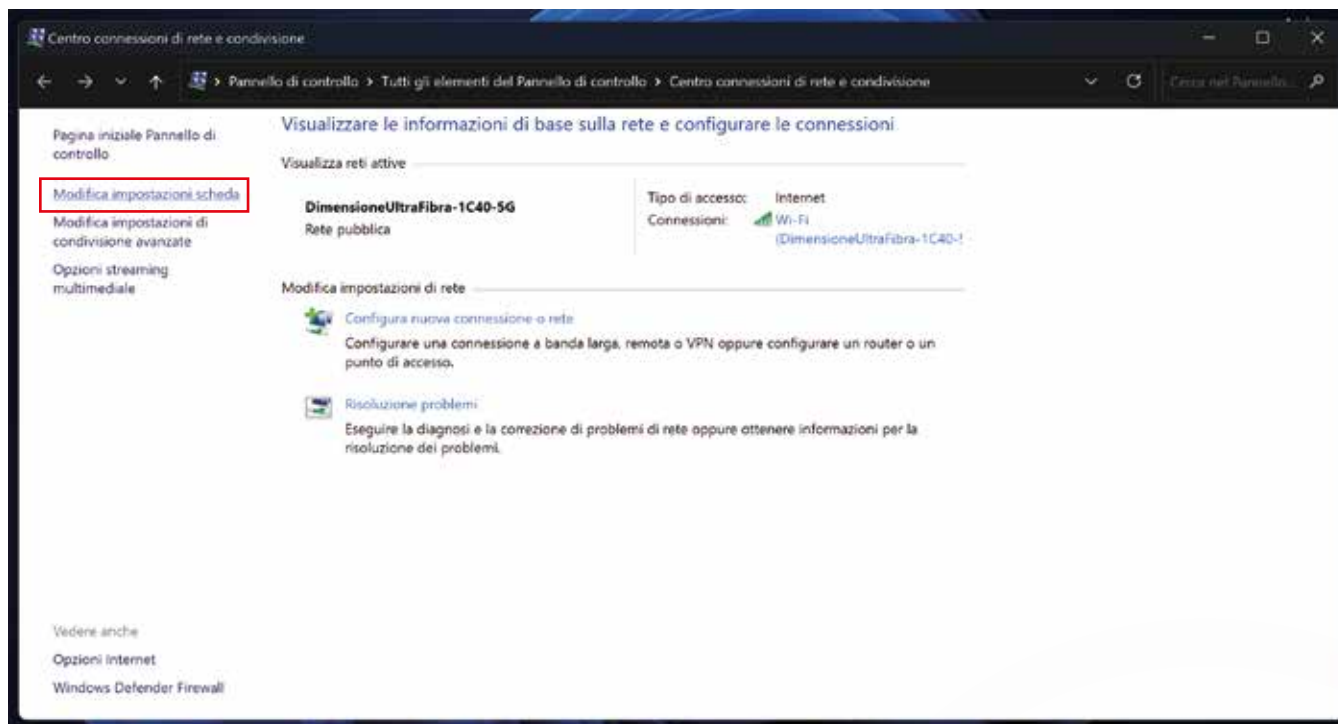 Centro connessioni di rete e condivisione
Pannello di controllo > Tutti gli elementi del Pannello di controllo > Centro connessioni di rete e condivisione
Cerca nel Pannello...
Pagina iniziale Pannello di
controllo
Modifica impostazioni scheda
Modifica impostazioni di
condivisione avanzate
Opzioni streaming
multimediale
Visualizzare le informazioni di base sulla rete e configurare le connessioni
Visualizza reti attive
DimensioneUltraFibra-1C40-5G
Rete pubblica
Tipo di accesso: Internet
Connessioni: Wi-Fi
(DimensioneUltraFibra-1C40-5
Modifica impostazioni di rete
Configura nuova connessione o rete
Configurare una connessione a banda larga, remota o VPN oppure configurare un router o un
punto di accesso.
Risoluzione problemi
Eseguire la diagnosi e la correzione di problemi di rete oppure ottenere informazioni per la
risoluzione dei problemi.
Vedere anche
Opzioni Internet
Windows Defender Firewall